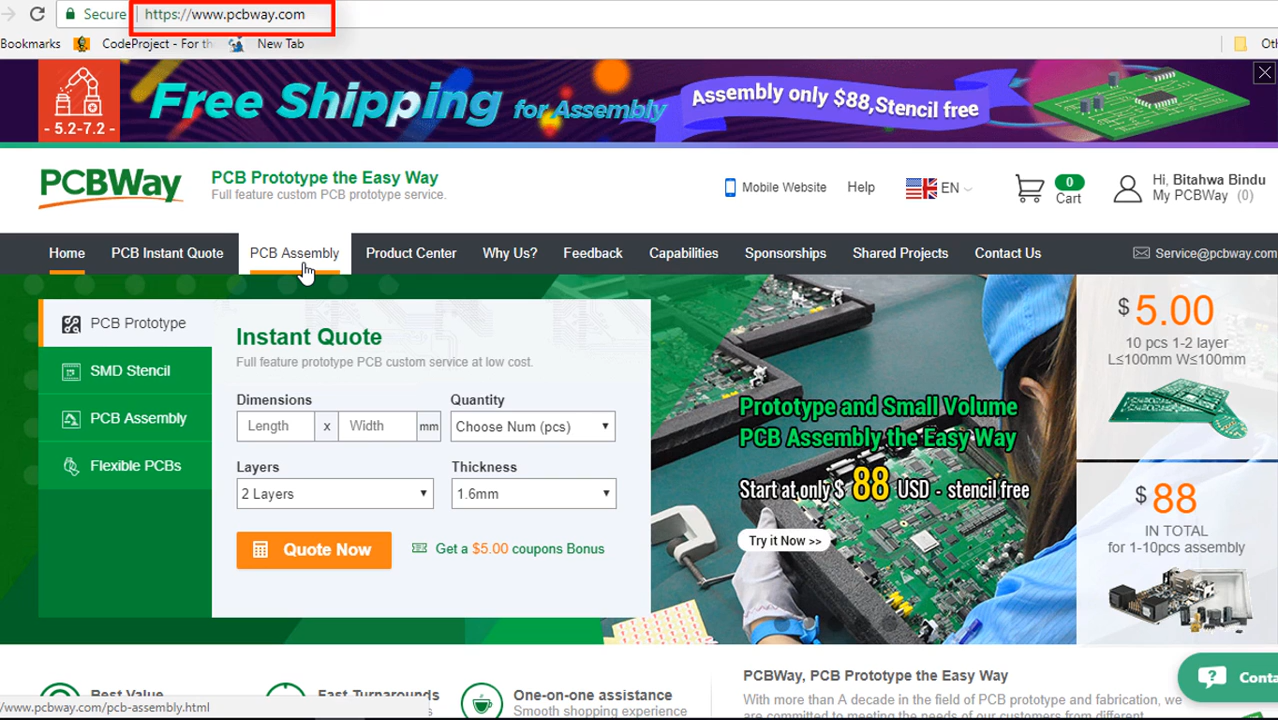 Secure
https://www.pcbway.com
Bookmarks
CodeProject - For th
New Tab
Oth
- 5.2-7.2 -
Free Shipping for Assembly
Assembly only $88,Stencil free
PCBWay
PCB Prototype the Easy Way
Full feature custom PCB prototype service.
Mobile Website
Help
EN
0
Cart
Hi, Bitahwa Bindu
My PCBWay (0)
Home
PCB Instant Quote
PCB Assembly
Product Center
Why Us?
Feedback
Capabilities
Sponsorships
Shared Projects
Contact Us
Service@pcbway.com
PCB Prototype
SMD Stencil
PCB Assembly
Flexible PCBs
Instant Quote
Full feature prototype PCB custom service at low cost.
Dimensions
Length x Width mm
Quantity
Choose Num (pcs)
Layers
2 Layers
Thickness
1.6mm
Quote Now
Get a $5.00 coupons Bonus
Prototype and Small Volume
PCB Assembly the Easy Way
Start at only $ 88 USD - stencil free
Try it Now >>
$ 5.00
10 pcs 1-2 layer
L≤100mm W≤100mm
$ 88
IN TOTAL
for 1-10pcs assembly
Best Value
Fast Turnarounds
One-on-one assistance
Smooth shopping experience
PCBWay, PCB Prototype the Easy Way
With more than A decade in the field of PCB prototype and fabrication, we
are committed to meeting the needs of our customers from different
Conta
/www.pcbway.com/pcb-assembly.html